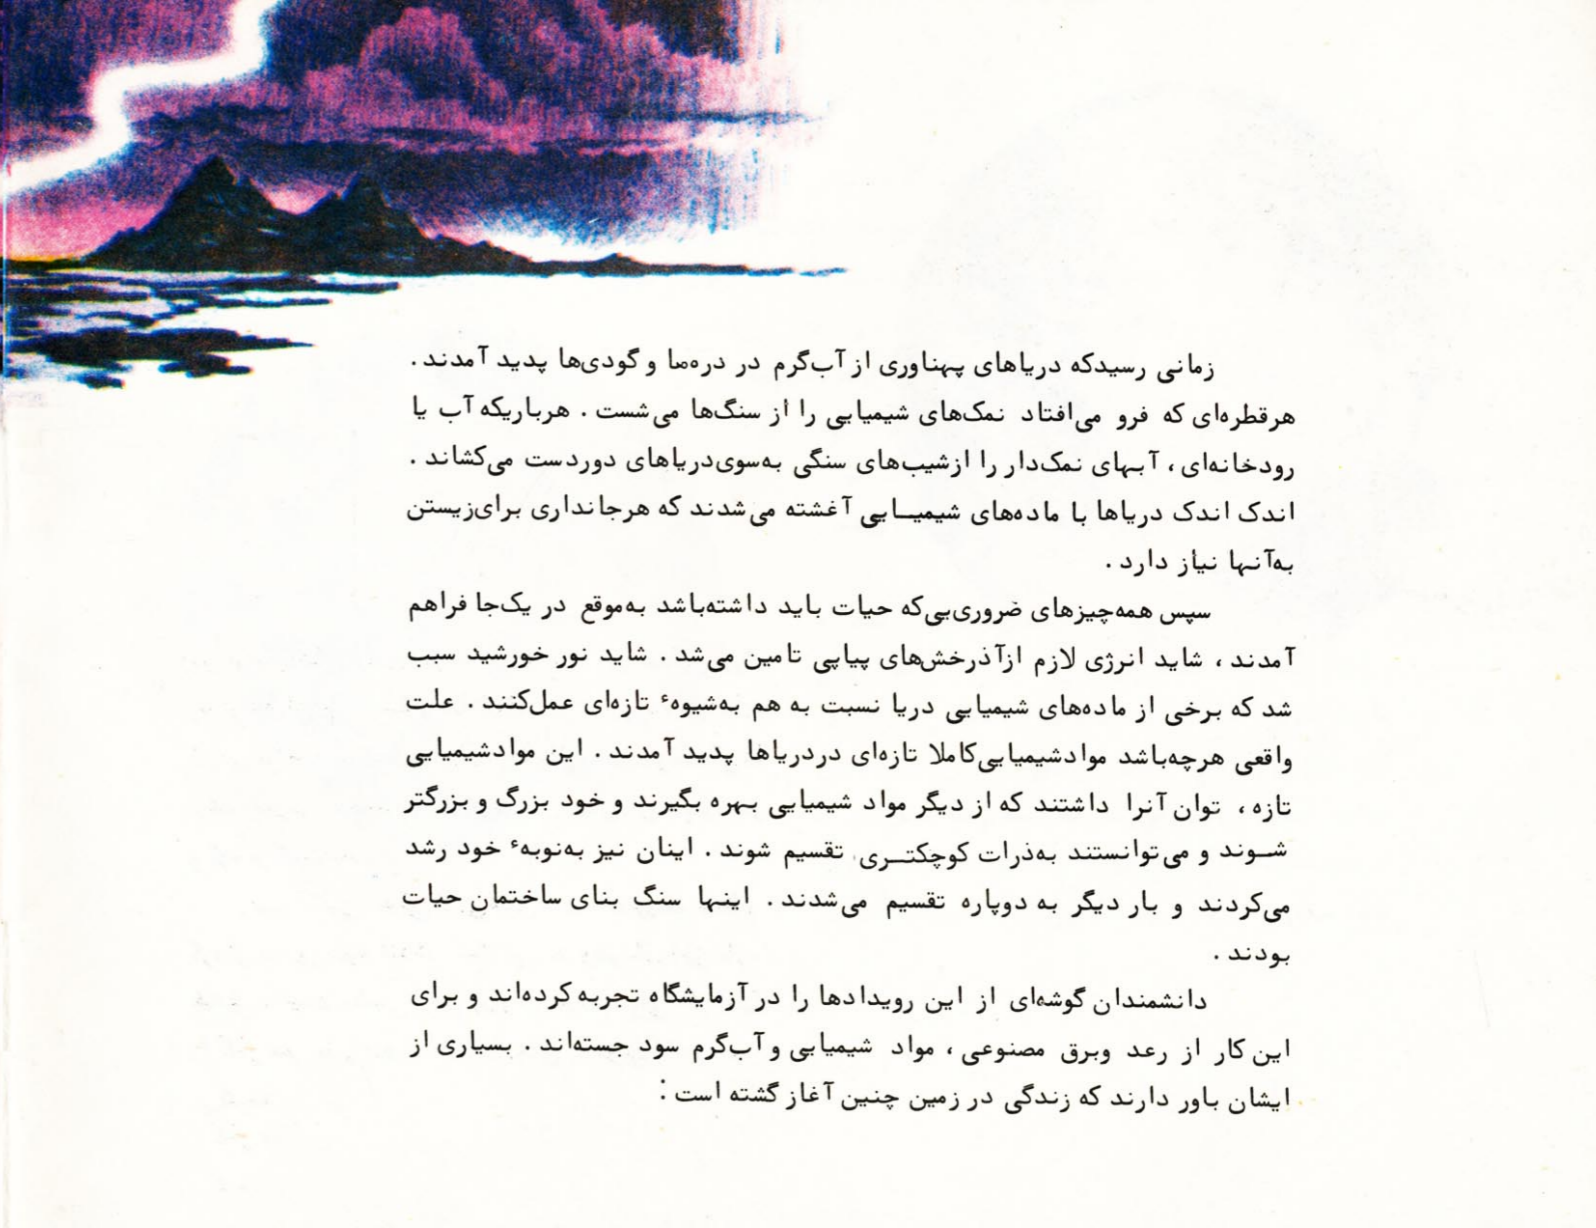 زمانی رسیدکه دریاهای پهناوری از آب‌گرم در دره‌ها و گودی‌ها پدید آمدند .
هرقطره‌ای که فرو می‌افتاد نمک‌های شیمیایی را از سنگ‌ها می‌شست . هرباریکه آب یا
رودخانه‌ای ، آبهای نمک‌دار را ازشیب‌های سنگی به‌سوی‌دریاهای دوردست می‌کشاند .
اندک اندک دریاها با ماده‌های شیمیـایی آغشته می‌شدند که هرجانداری برای‌زیستن
به‌آنها نیاز دارد .
سپس همه‌چیزهای ضروری‌یی‌که حیات باید داشته‌باشد به‌موقع در یک‌جا فراهم
آمدند ، شاید انرژی لازم ازآذرخش‌های پیاپی تامین می‌شد . شاید نور خورشید سبب
شد که برخی از ماده‌های شیمیایی دریا نسبت به هم به‌شیوهٔ تازه‌ای عمل‌کنند . علت
واقعی هرچه‌باشد موادشیمیایی‌کاملا تازه‌ای دردریاها پدید آمدند . این موادشیمیایی
تازه ، توان آنرا داشتند که از دیگر مواد شیمیایی بهره بگیرند و خود بزرگ و بزرگتر
شـوند و می‌توانستند به‌ذرات کوچکتـری تقسیم شوند . اینان نیز به‌نوبهٔ خود رشد
می‌کردند و بار دیگر به دوپاره تقسیم می‌شدند . اینها سنگ بنای ساختمان حیات
بودند .
دانشمندان گوشه‌ای از این رویدادها را در آزمایشگاه تجربه کرده‌اند و برای
این کار از رعد وبرق مصنوعی ، مواد شیمیایی و آب‌گرم سود جسته‌اند . بسیاری از
ایشان باور دارند که زندگی در زمین چنین آغاز گشته است :